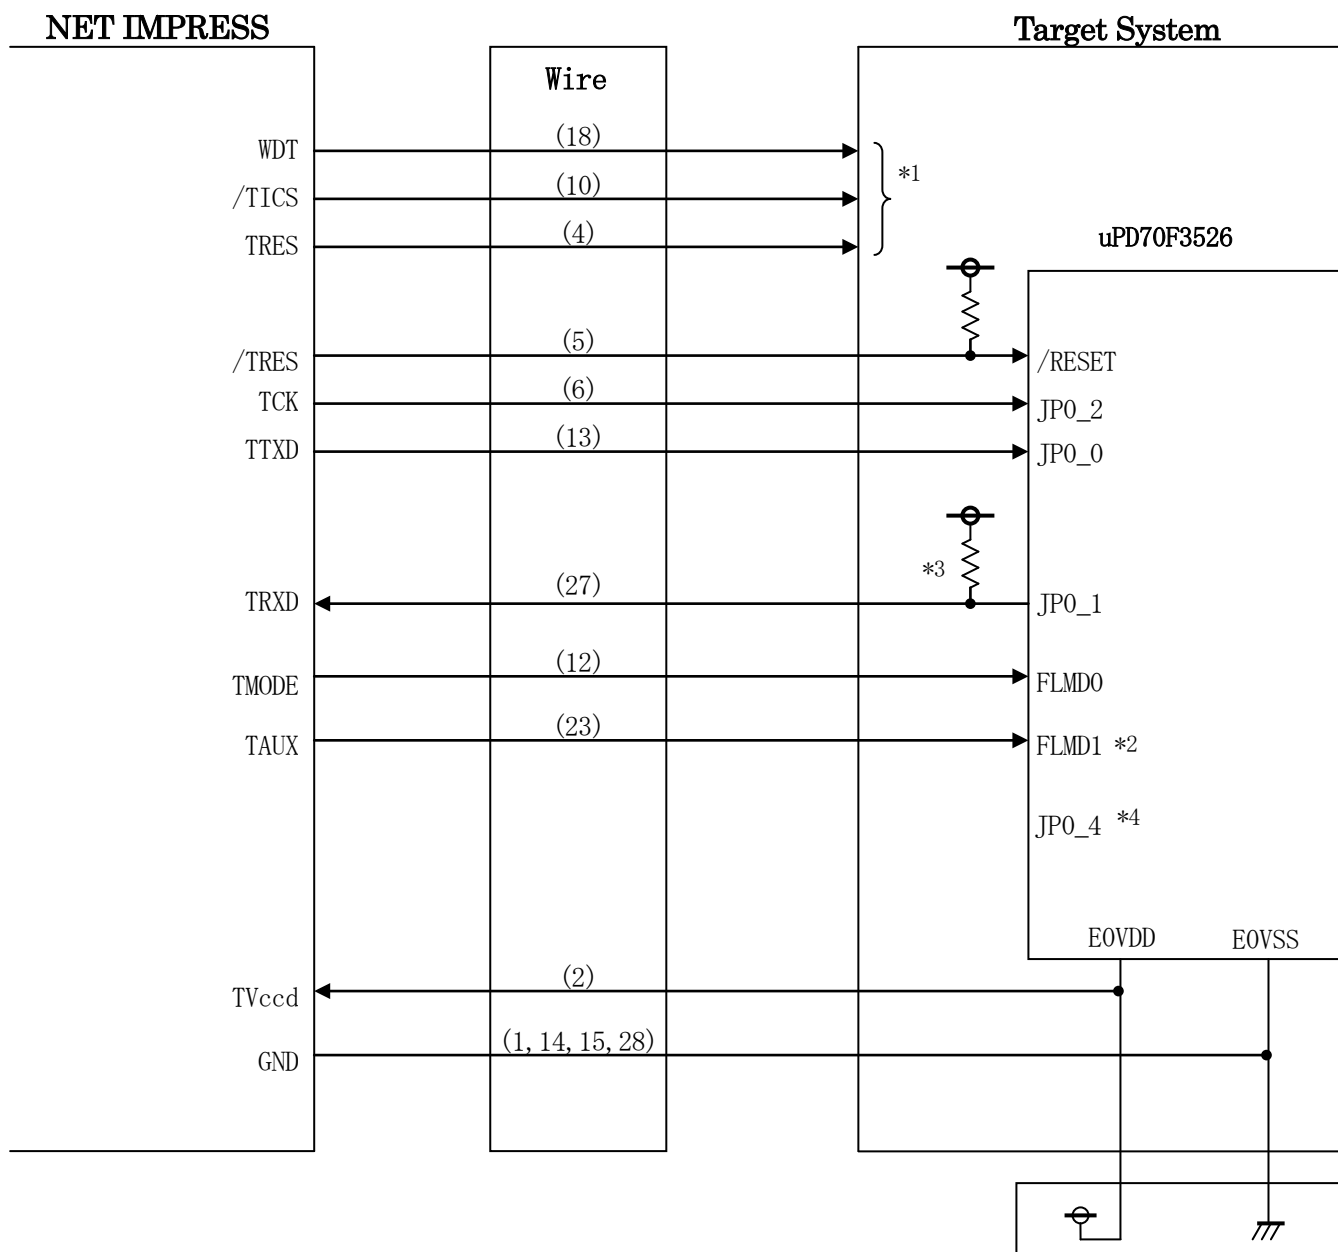 NET IMPRESS
Target System
Wire
WDT (18)
*1
/TICS (10)
TRES (4)
uPD70F3526
/TRES (5) /RESET
TCK (6) JP0_2
TTXD (13) JP0_0
*3
TRXD (27) JP0_1
TMODE (12) FLMD0
TAUX (23) FLMD1 *2
JP0_4 *4
E0VDD E0VSS
TVccd (2)
GND (1,14,15,28)